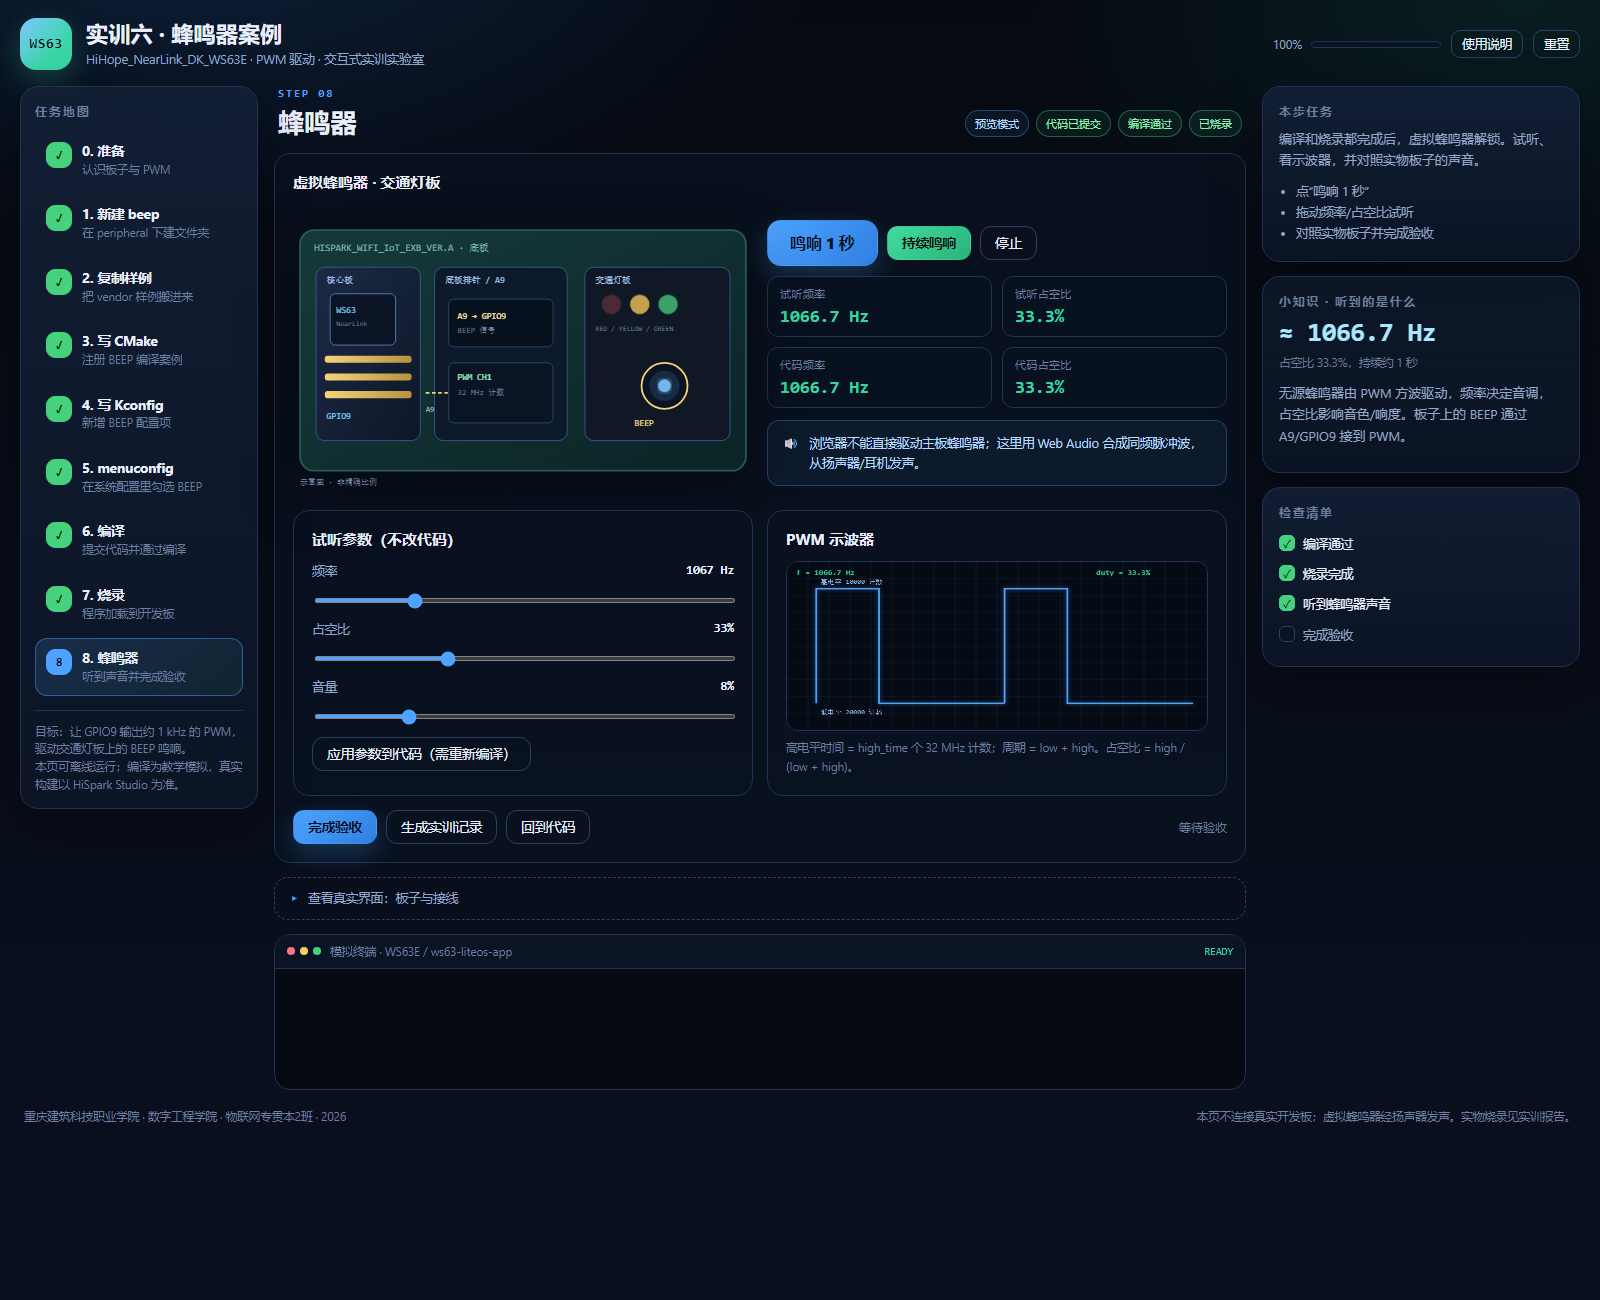 WS63
实训六 · 蜂鸣器案例
HiHope_NearLink_DK_WS63E · PWM 驱动 · 交互式实训实验室
100%
使用说明
重置
任务地图
✓
0. 准备
认识板子与 PWM
✓
1. 新建 beep
在 peripheral 下建文件夹
✓
2. 复制样例
把 vendor 样例搬进来
✓
3. 写 CMake
注册 BEEP 编译案例
✓
4. 写 Kconfig
新增 BEEP 配置项
✓
5. menuconfig
在系统配置里勾选 BEEP
✓
6. 编译
提交代码并通过编译
✓
7. 烧录
程序加载到开发板
8
8. 蜂鸣器
听到声音并完成验收
目标：让 GPIO9 输出约 1 kHz 的 PWM，
驱动交通灯板上的 BEEP 鸣响。
本页可离线运行；编译为教学模拟，真实
构建以 HiSpark Studio 为准。
STEP 08
蜂鸣器
预览模式
代码已提交
编译通过
已烧录
虚拟蜂鸣器 · 交通灯板
HISPARK_WIFI_IoT_EXB_VER.A · 底板
核心板
WS63
NearLink
GPIO9
A9
底板排针 / A9
A9 → GPIO9
BEEP 信号
PWM CH1
32 MHz 计数
交通灯板
RED / YELLOW / GREEN
BEEP
示意图 · 非精确比例
鸣响 1 秒
持续鸣响
停止
试听频率
1066.7 Hz
试听占空比
33.3%
代码频率
1066.7 Hz
代码占空比
33.3%
浏览器不能直接驱动主板蜂鸣器；这里用 Web Audio 合成同频脉冲波，
从扬声器/耳机发声。
试听参数（不改代码）
频率
1067 Hz
占空比
33%
音量
8%
应用参数到代码（需重新编译）
PWM 示波器
f = 1066.7 Hz
duty = 33.3%
高电平 10000 计数
低电平 20000 计数
高电平时间 = high_time 个 32 MHz 计数；周期 = low + high。占空比 = high /
(low + high)。
完成验收
生成实训记录
回到代码
等待验收
▸ 查看真实界面：板子与接线
模拟终端 · WS63E / ws63-liteos-app
READY
本步任务
编译和烧录都完成后，虚拟蜂鸣器解锁。试听、
看示波器，并对照实物板子的声音。
• 点“鸣响 1 秒”
• 拖动频率/占空比试听
• 对照实物板子并完成验收
小知识 · 听到的是什么
≈ 1066.7 Hz
占空比 33.3%，持续约 1 秒
无源蜂鸣器由 PWM 方波驱动，频率决定音调，
占空比影响音色/响度。板子上的 BEEP 通过
A9/GPIO9 接到 PWM。
检查清单
✓ 编译通过
✓ 烧录完成
✓ 听到蜂鸣器声音
完成验收
重庆建筑科技职业学院 · 数字工程学院 · 物联网专贯本2班 · 2026
本页不连接真实开发板；虚拟蜂鸣器经扬声器发声。实物烧录见实训报告。